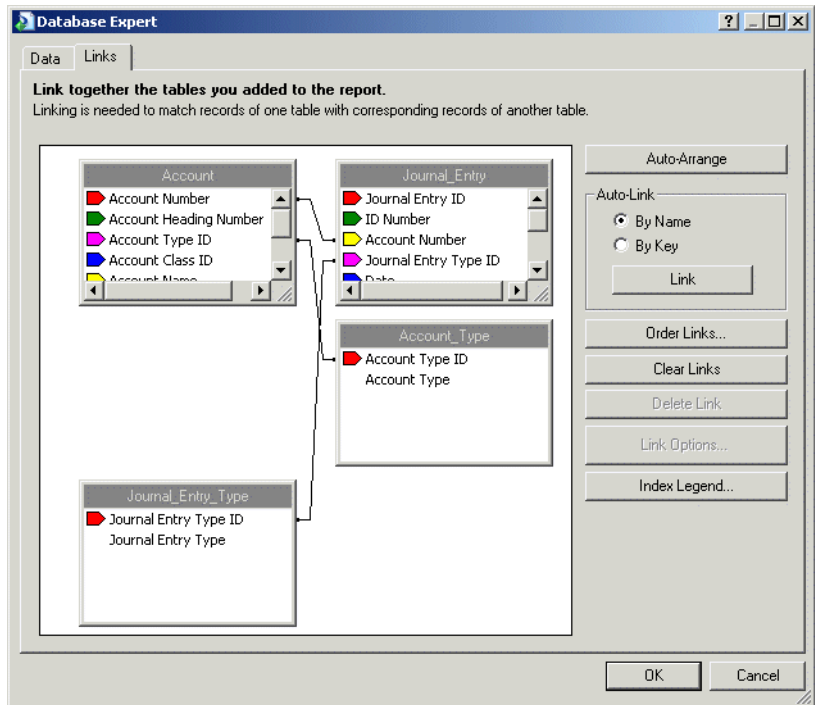 Database Expert
Data
Links
Link together the tables you added to the report.
Linking is needed to match records of one table with corresponding records of another table.
Account
Account Number
Account Heading Number
Account Type ID
Account Class ID
Account Name
Journal_Entry
Journal Entry ID
ID Number
Account Number
Journal Entry Type ID
Date
Account_Type
Account Type ID
Account Type
Journal_Entry_Type
Journal Entry Type ID
Journal Entry Type
Auto-Arrange
Auto-Link
By Name
By Key
Link
Order Links...
Clear Links
Delete Link
Link Options...
Index Legend...
OK
Cancel